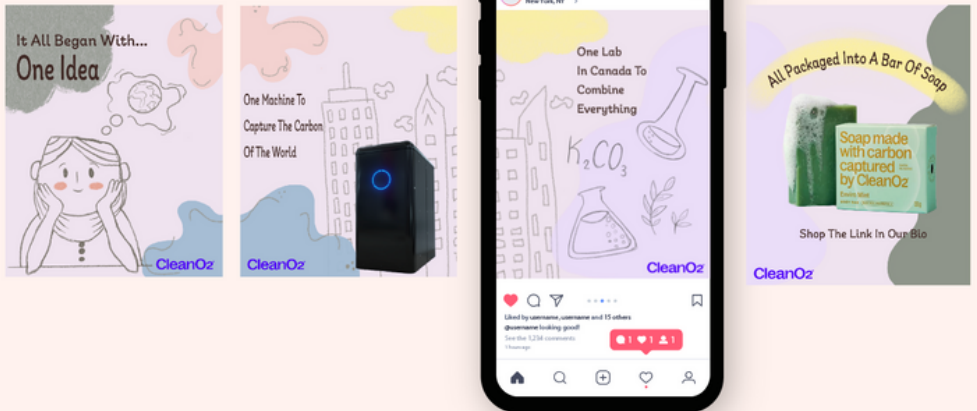 It All Began With...
One Idea
CleanO2
One Machine To
Capture The Carbon
Of The World
CleanO2
New York, NY
One Lab
In Canada To
Combine
Everything
K2CO3
CleanO2
Liked by username, username and 15 others
@username looking good!
See the 1,234 comments
1 1 1
All Packaged Into A Bar Of Soap
Soap made
with carbon
captured
by CleanO2
Shop The Link In Our Bio
CleanO2